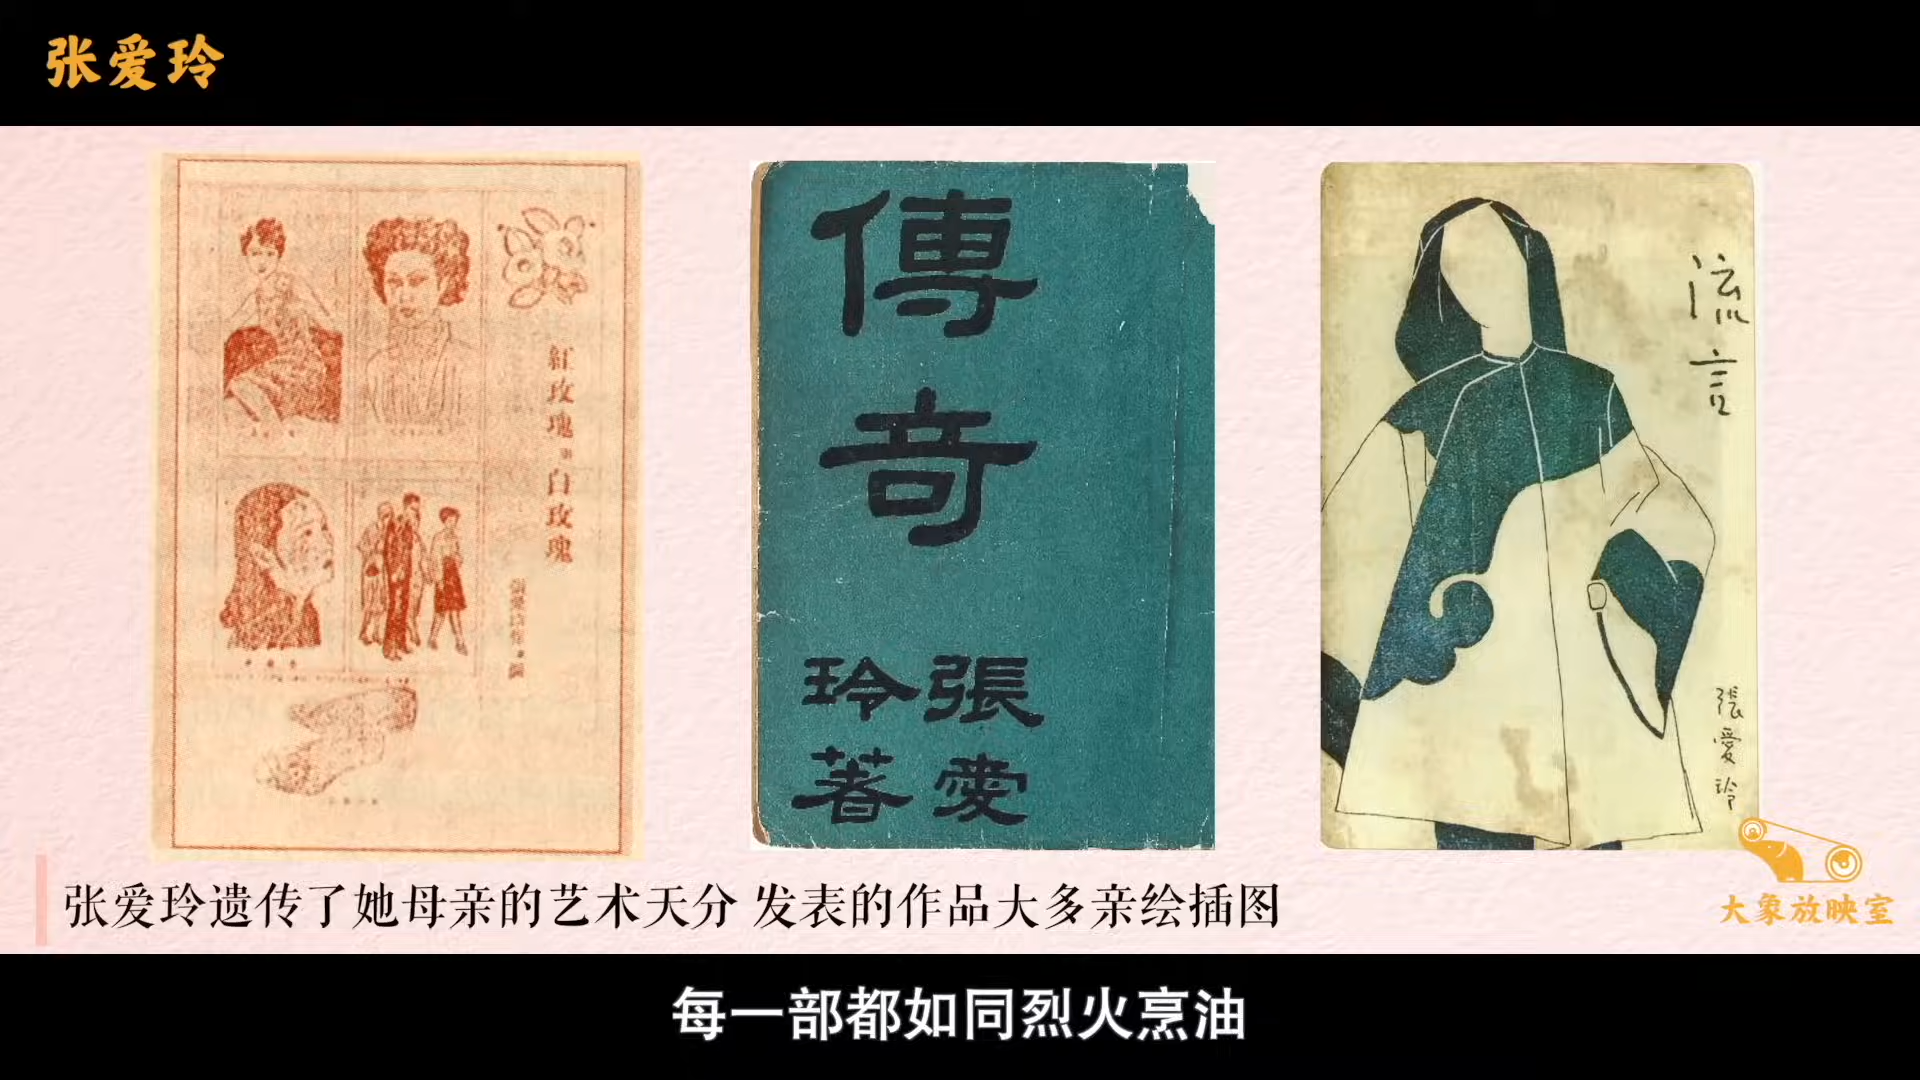 张爱玲
紅玫瑰與白玫瑰
傳奇
張愛
玲著
流言
張愛玲
张爱玲遗传了她母亲的艺术天分 发表的作品大多亲绘插图
大象放映室
每一部都如同烈火烹油